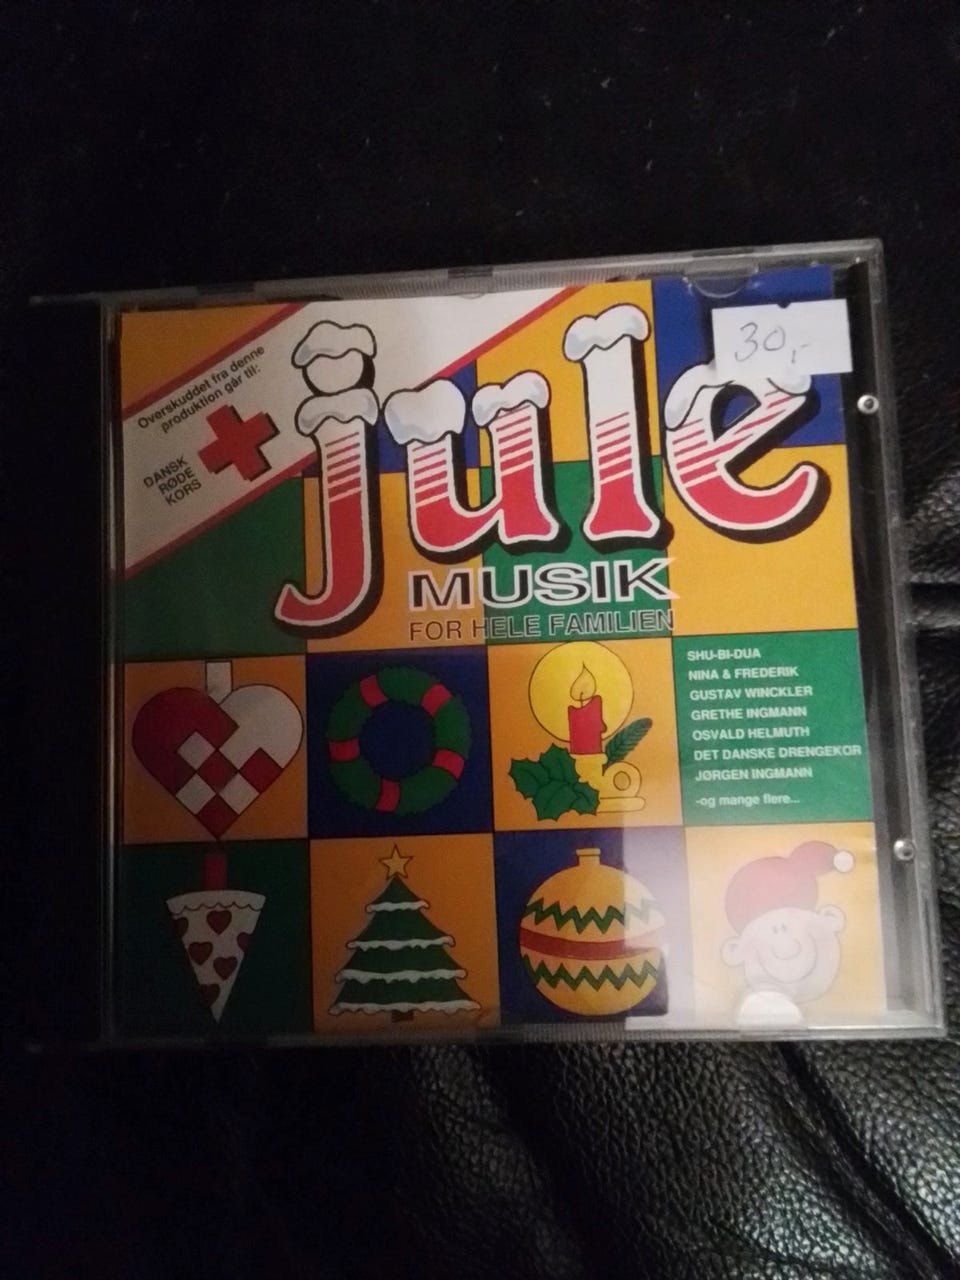 Overskuddet fra denne
produktion går til:
DANSK
RØDE
KORS
30,-
jule
MUSIK
FOR HELE FAMILIEN
SHU-BI-DUA
NINA & FREDERIK
GUSTAV WINCKLER
GRETHE INGMANN
OSVALD HELMUTH
DET DANSKE DRENGEKOR
JØRGEN INGMANN
-og mange flere...